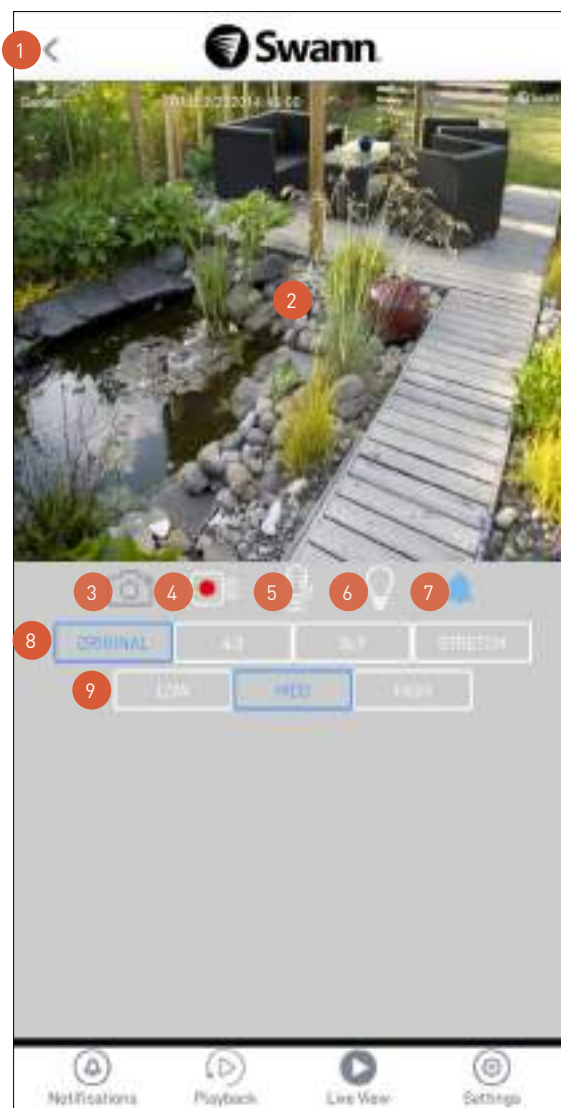 1
Swann
Garden
2
3 4 5 6 7
8 ORIGINAL 4:3 16:9 STRETCH
9 LOW MED HIGH
Notifications Playback Live View Settings